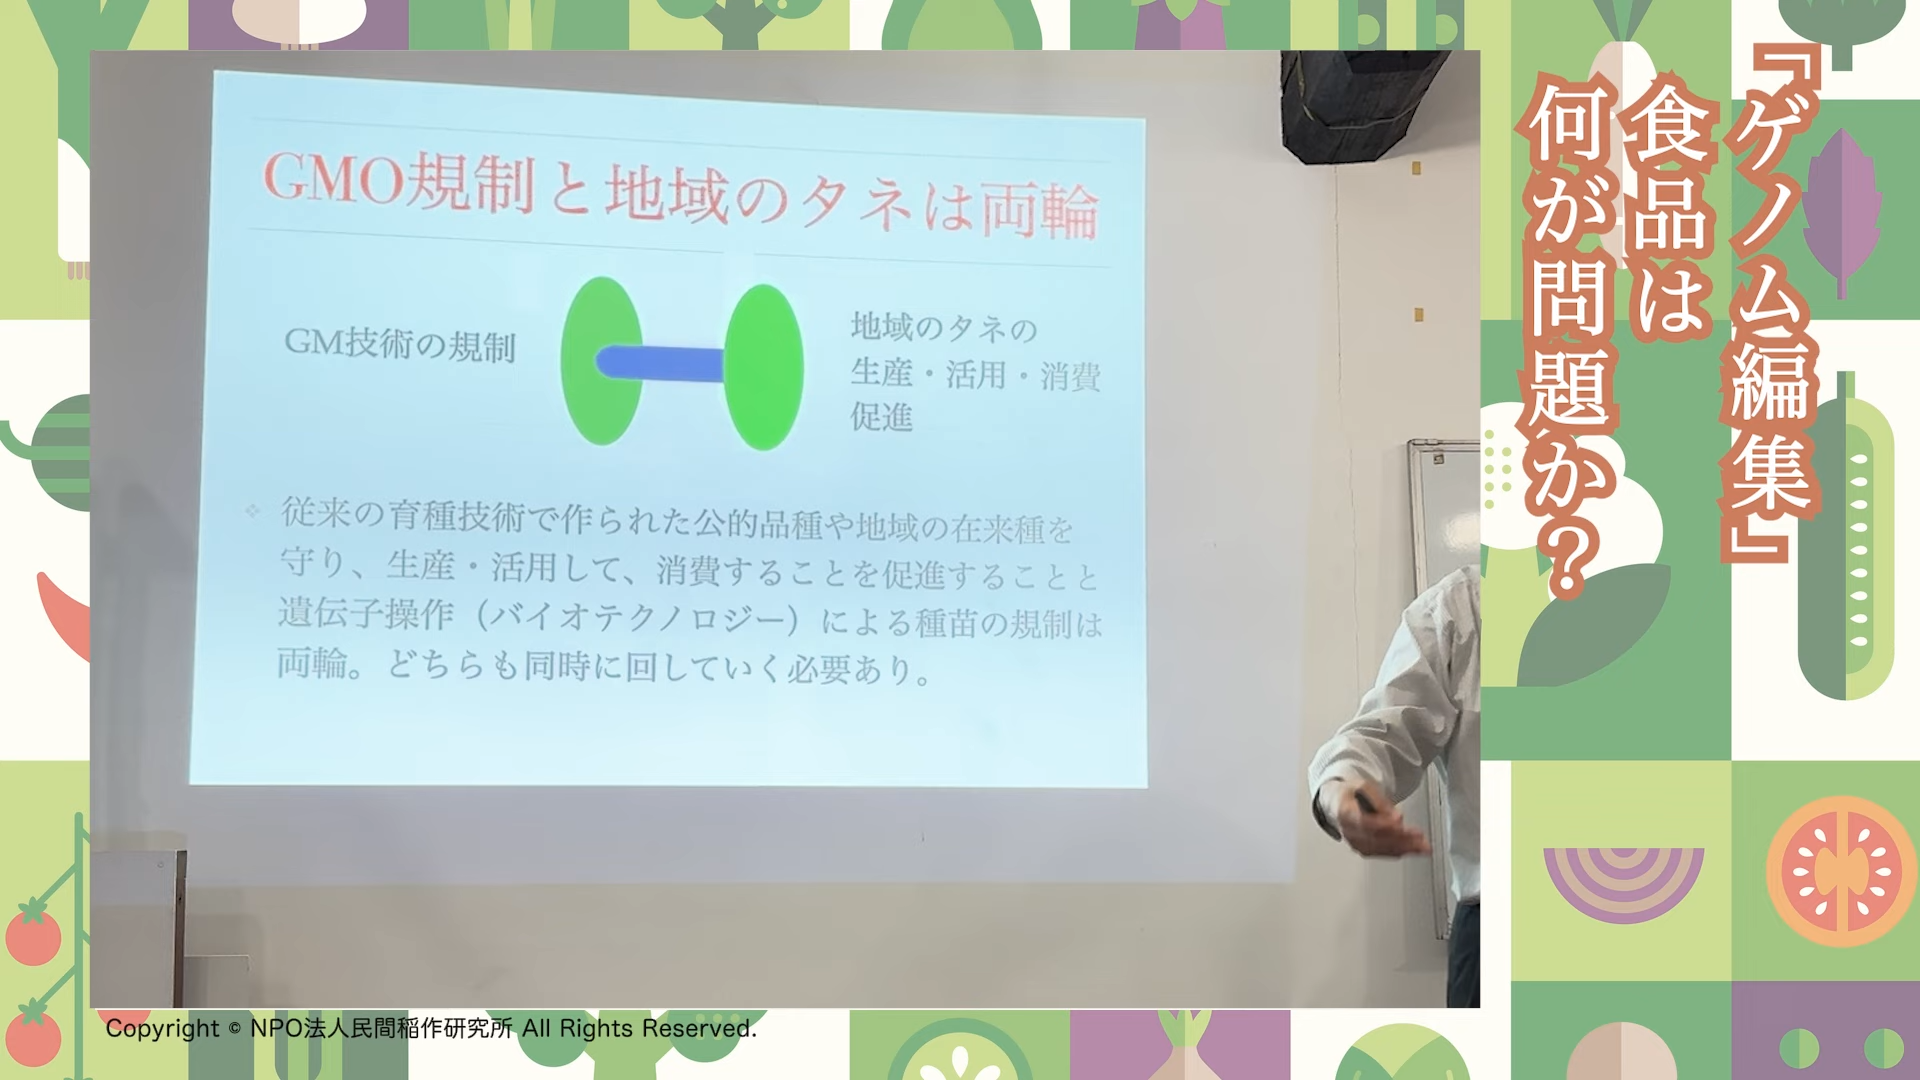 GMO規制と地域のタネは両輪
GM技術の規制
地域のタネの
生産・活用・消費
促進
従来の育種技術で作られた公的品種や地域の在来種を
守り、生産・活用して、消費することを促進することと
遺伝子操作（バイオテクノロジー）による種苗の規制は
両輪。どちらも同時に回していく必要あり。
『ゲノム編集』
食品は
何が問題か？
Copyright © NPO法人民間稲作研究所 All Rights Reserved.